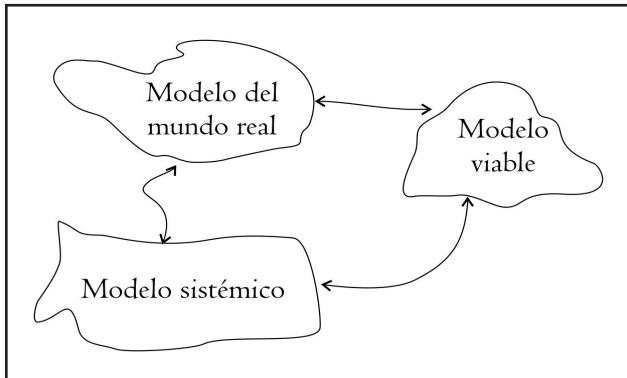 Modelo del
mundo real
Modelo
viable
Modelo sistémico